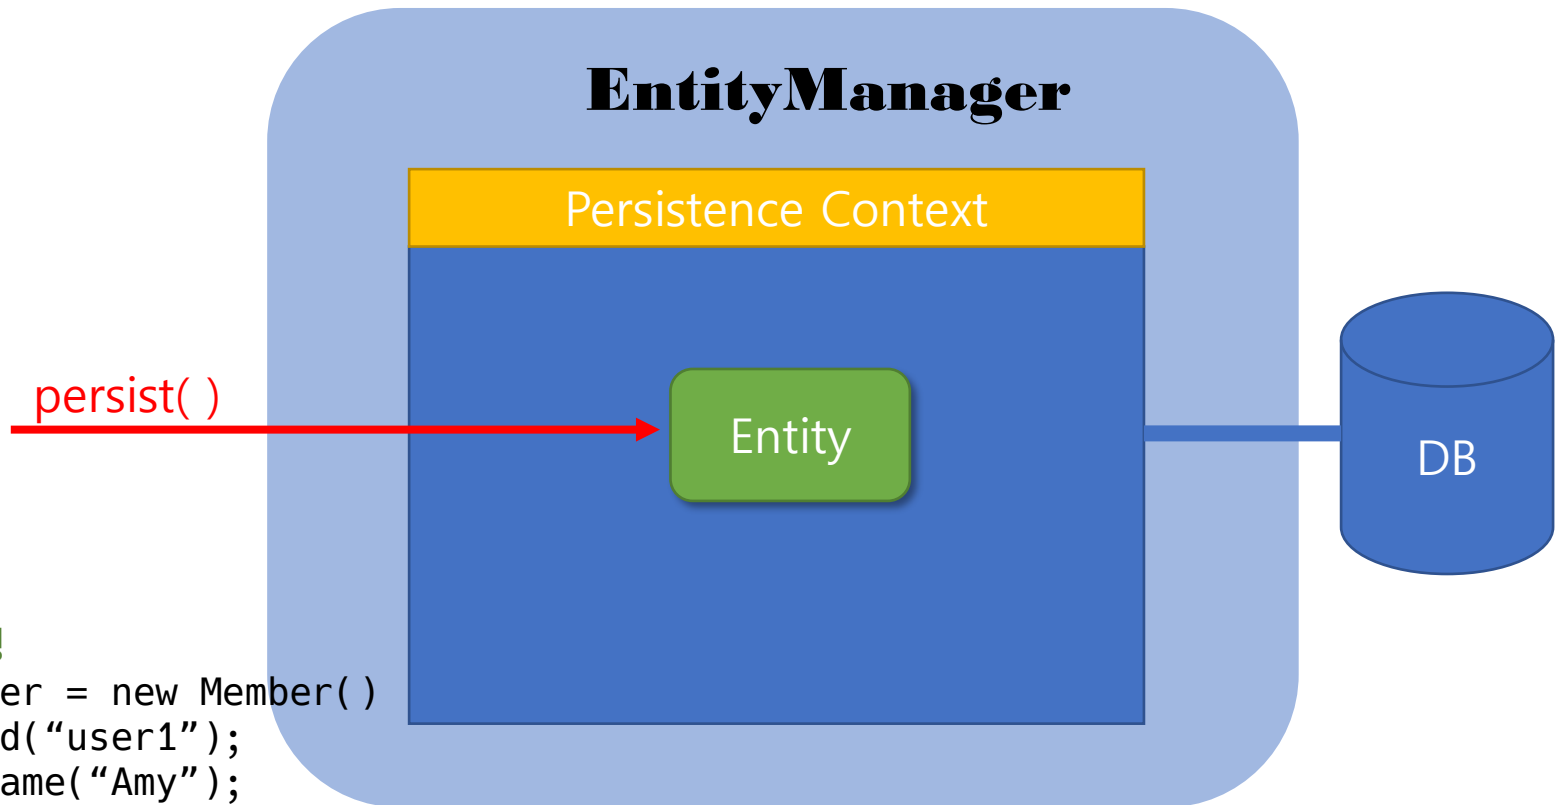 EntityManager
Persistence Context
persist( )
Entity
DB
er = new Member()
d(“user1”);
ame(“Amy”);